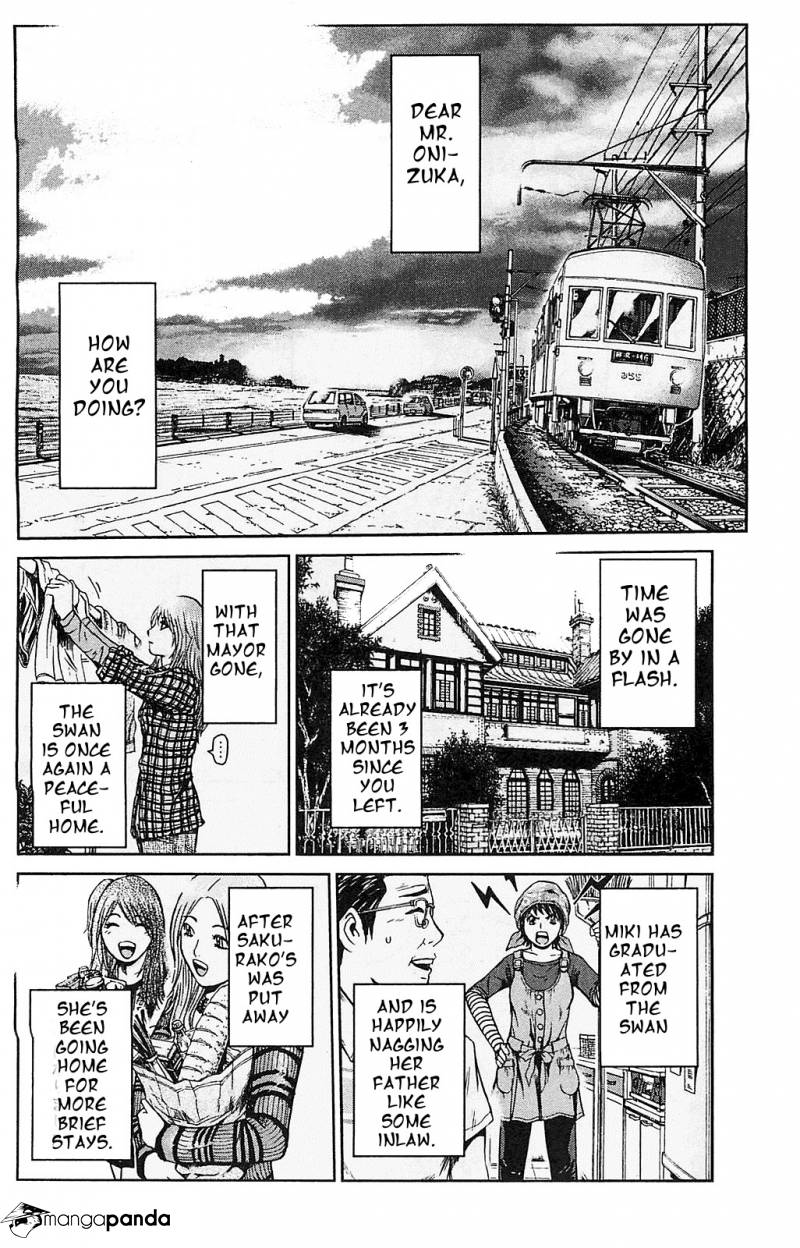 DEAR
MR.
ONI-
ZUKA,
HOW
ARE
YOU
DOING?
TIME
WAS
GONE
BY IN A
FLASH.
IT'S
ALREADY
BEEN 3
MONTHS
SINCE
YOU
LEFT.
WITH
THAT
MAYOR
GONE,
THE
SWAN
IS ONCE
AGAIN A
PEACE-
FUL
HOME.
....
MIKI HAS
GRADU-
ATED
FROM
THE
SWAN
AND IS
HAPPILY
NAGGING
HER
FATHER
LIKE
SOME
INLAW.
AFTER
SAKU-
RAKO'S
WAS
PUT
AWAY
SHE'S
BEEN
GOING
HOME
FOR
MORE
BRIEF
STAYS.
355
mangapanda